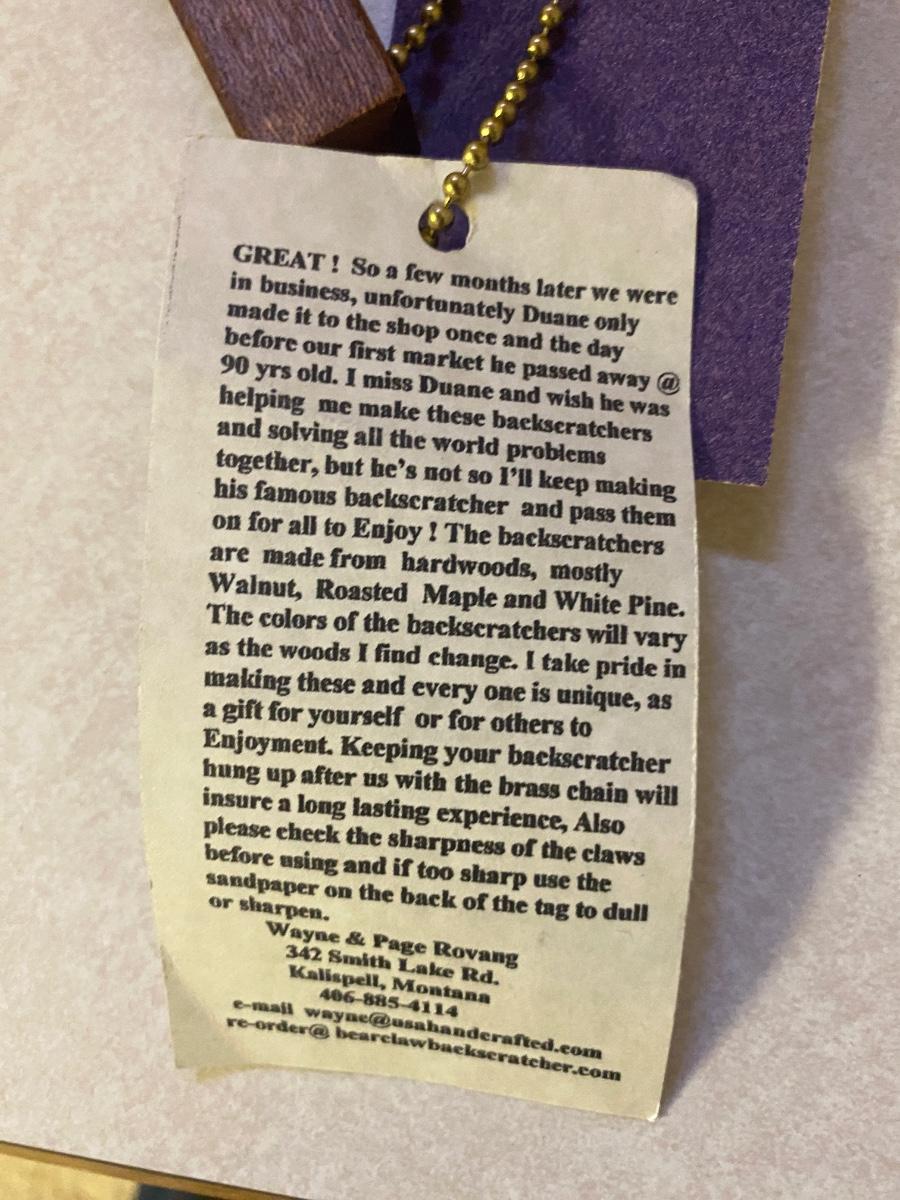 GREAT ! So a few months later we were
in business, unfortunately Duane only
made it to the shop once and the day
before our first market he passed away @
90 yrs old. I miss Duane and wish he was
helping me make these backscratchers
and solving all the world problems
together, but he's not so I'll keep making
his famous backscratcher and pass them
on for all to Enjoy ! The backscratchers
are made from hardwoods, mostly
Walnut, Roasted Maple and White Pine.
The colors of the backscratchers will vary
as the woods I find change. I take pride in
making these and every one is unique, as
a gift for yourself or for others to
Enjoyment. Keeping your backscratcher
hung up after us with the brass chain will
insure a long lasting experience, Also
please check the sharpness of the claws
before using and if too sharp use the
sandpaper on the back of the tag to dull
or sharpen.
Wayne & Page Rovang
342 Smith Lake Rd.
Kalispell, Montana
406-885-4114
e-mail wayne@usahandcrafted.com
re-order@ bearclawbackscratcher.com